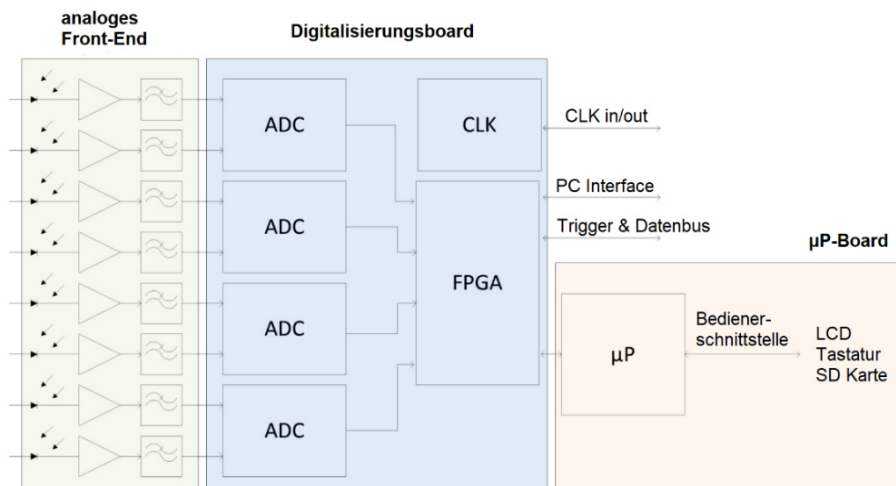 analoges
Front-End
Digitalisierungsboard
ADC
CLK
CLK in/out
ADC
PC Interface
Trigger & Datenbus
µP-Board
FPGA
ADC
µP
Bediener-
schnittstelle
LCD
Tastatur
SD Karte
ADC